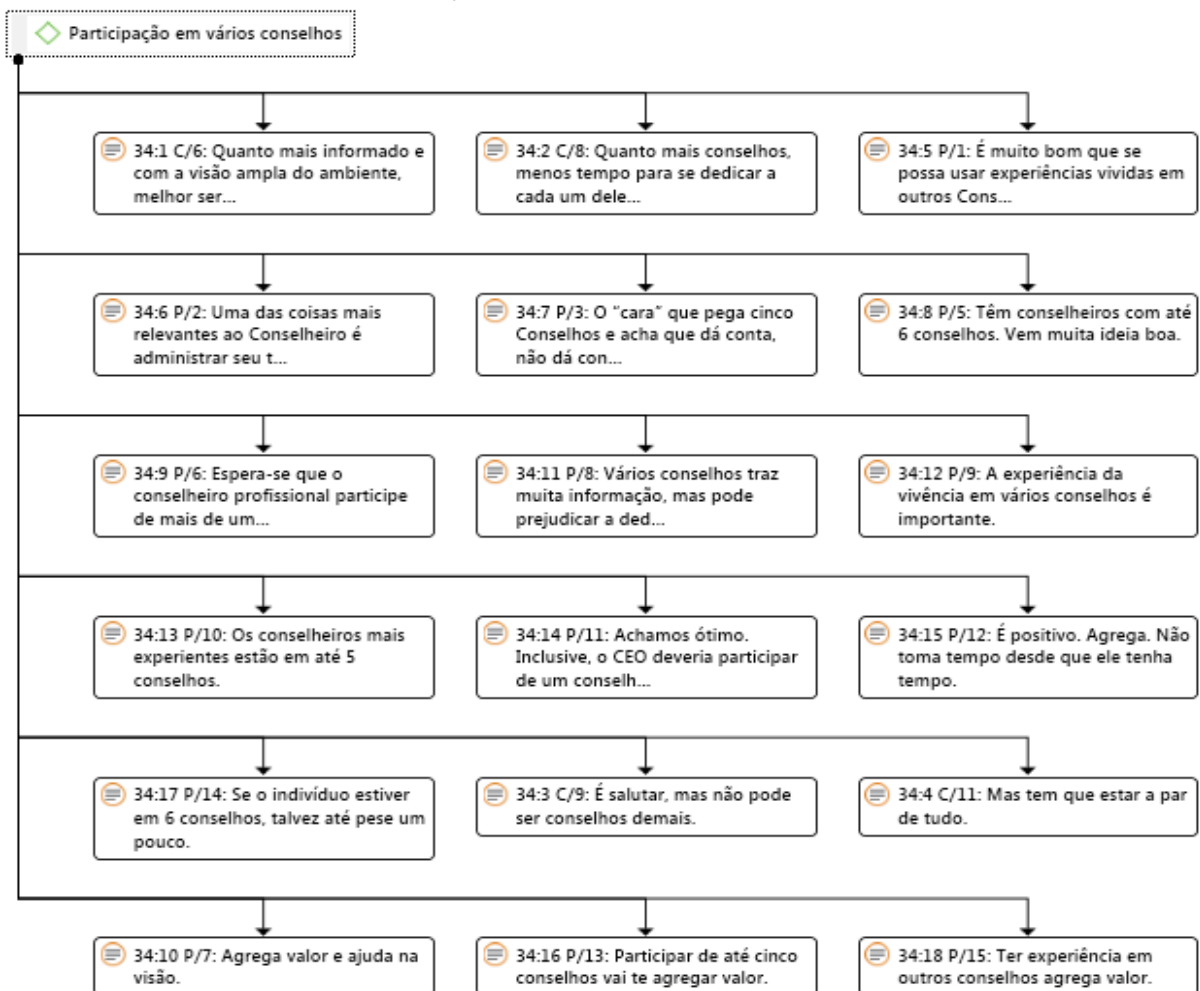 Participação em vários conselhos
34:1 C/6: Quanto mais informado e
com a visão ampla do ambiente,
melhor ser...
34:2 C/8: Quanto mais conselhos,
menos tempo para se dedicar a
cada um dele...
34:5 P/1: É muito bom que se
possa usar experiências vividas em
outros Cons...
34:6 P/2: Uma das coisas mais
relevantes ao Conselheiro é
administrar seu t...
34:7 P/3: O “cara” que pega cinco
Conselhos e acha que dá conta,
não dá con...
34:8 P/5: Têm conselheiros com até
6 conselhos. Vem muita ideia boa.
34:9 P/6: Espera-se que o
conselheiro profissional participe
de mais de um...
34:11 P/8: Vários conselhos traz
muita informação, mas pode
prejudicar a ded...
34:12 P/9: A experiência da
vivência em vários conselhos é
importante.
34:13 P/10: Os conselheiros mais
experientes estão em até 5
conselhos.
34:14 P/11: Achamos ótimo.
Inclusive, o CEO deveria participar
de um conselh...
34:15 P/12: É positivo. Agrega. Não
toma tempo desde que ele tenha
tempo.
34:17 P/14: Se o indivíduo estiver
em 6 conselhos, talvez até pese um
pouco.
34:3 C/9: É salutar, mas não pode
ser conselhos demais.
34:4 C/11: Mas tem que estar a par
de tudo.
34:10 P/7: Agrega valor e ajuda na
visão.
34:16 P/13: Participar de até cinco
conselhos vai te agregar valor.
34:18 P/15: Ter experiência em
outros conselhos agrega valor.